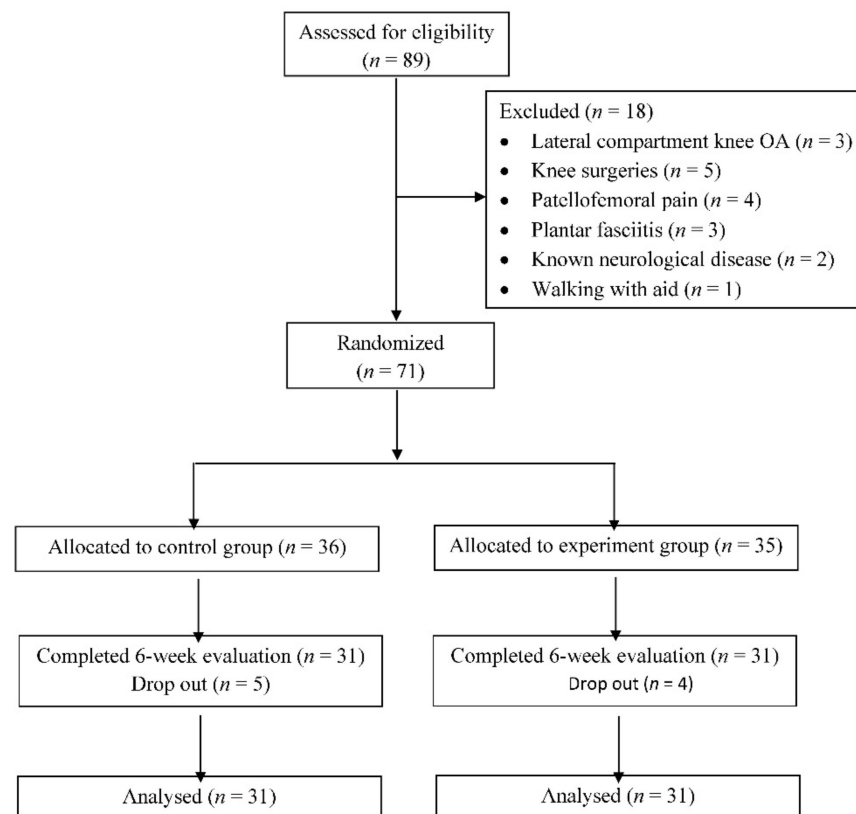 Assessed for eligibility
(n = 89)
Excluded (n = 18)
• Lateral compartment knee OA (n = 3)
• Knee surgeries (n = 5)
• Patellofemoral pain (n = 4)
• Plantar fasciitis (n = 3)
• Known neurological disease (n = 2)
• Walking with aid (n = 1)
Randomized
(n = 71)
Allocated to control group (n = 36)
Allocated to experiment group (n = 35)
Completed 6-week evaluation (n = 31)
Drop out (n = 5)
Completed 6-week evaluation (n = 31)
Drop out (n = 4)
Analysed (n = 31)
Analysed (n = 31)